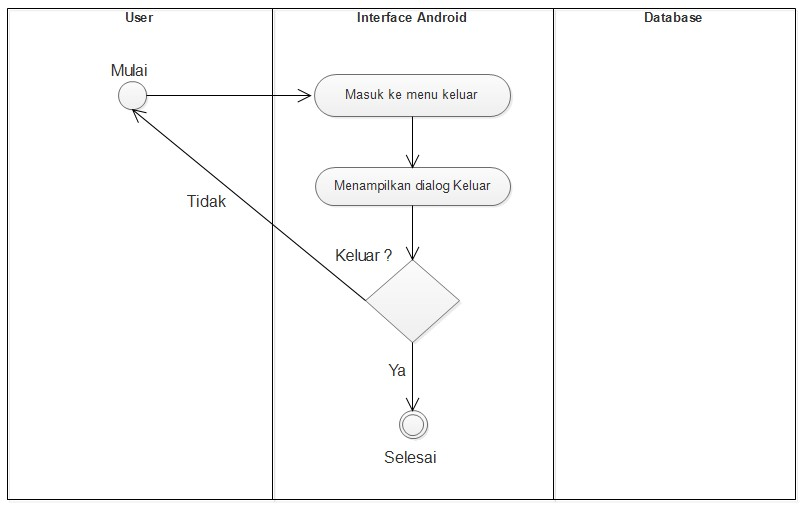 User
Interface Android
Database
Mulai
Masuk ke menu keluar
Menampilkan dialog Keluar
Tidak
Keluar ?
Ya
Selesai